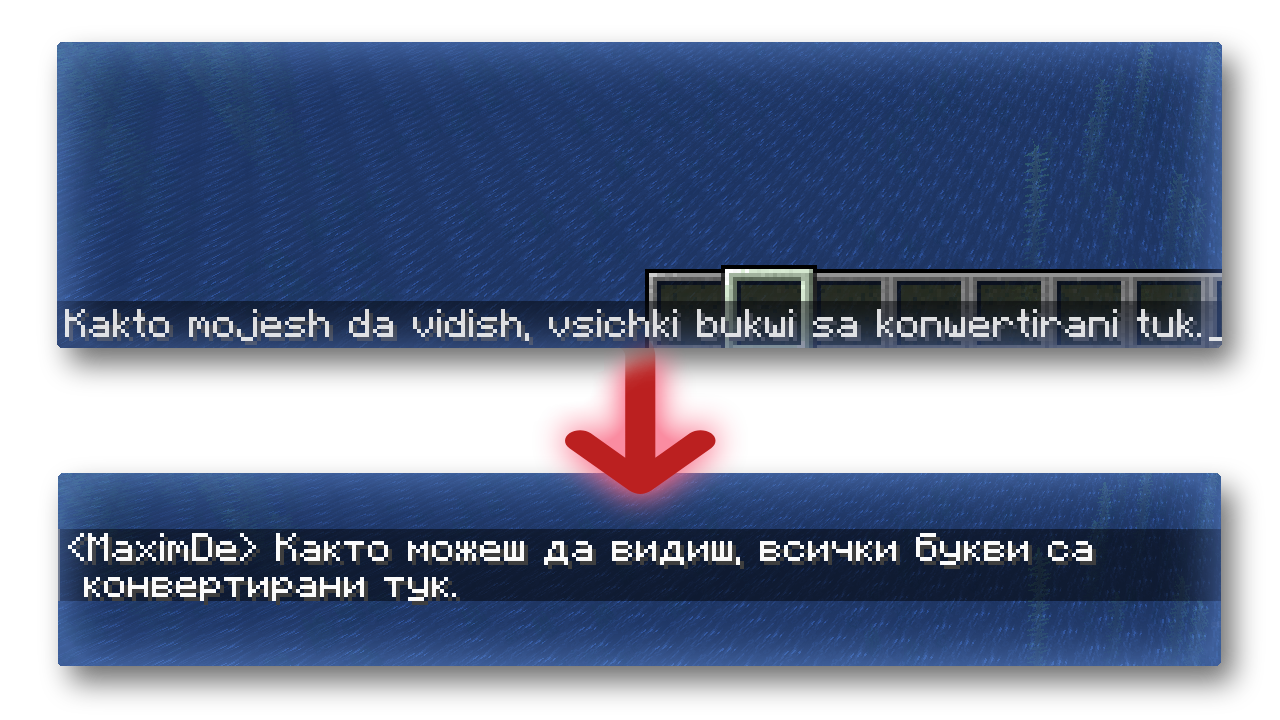 Kakto mojesh da vidish, vsichki bukwi sa konwertirani tuk._
<MaximDe> Както можеш да видиш, всички букви са
конвертирани тук.